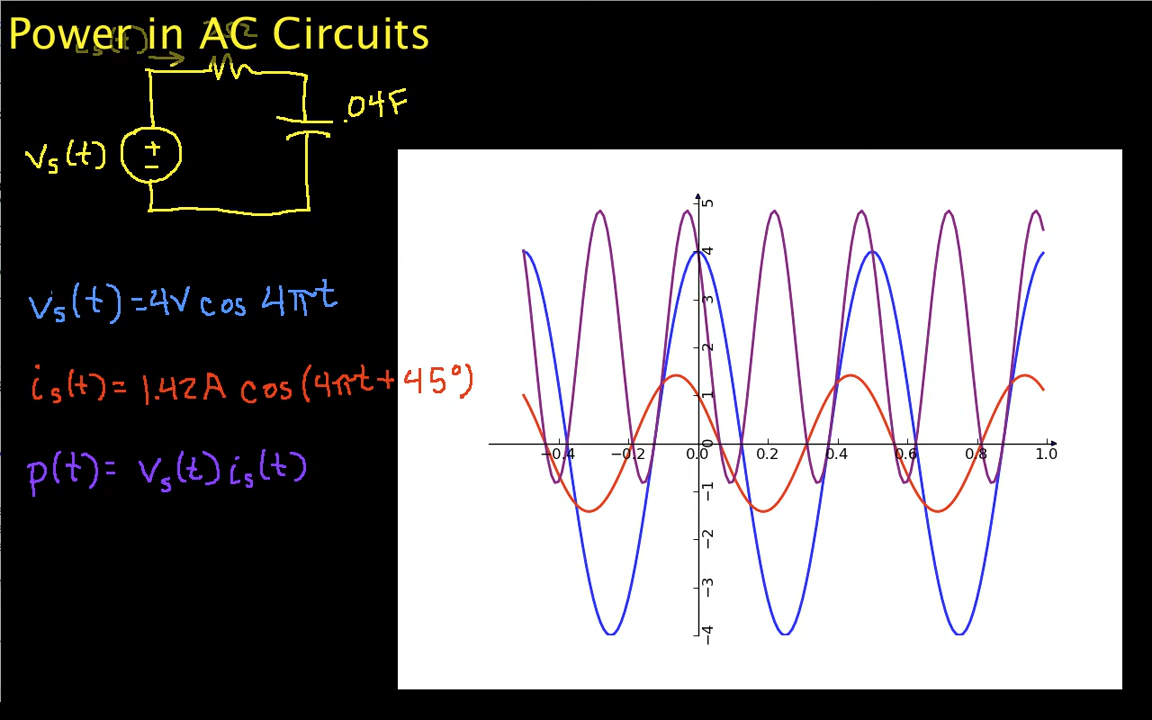 Power in AC Circuits
is(t)
2Ω
.04F
vs(t)
vs(t)=4V cos 4πt
is(t)= 1.42A cos(4πt+45°)
p(t)= vs(t)is(t)
5
4
3
2
1
0
−0.4 −0.2 0.0 0.2 0.4 0.6 0.8 1.0
−1
−2
−3
−4